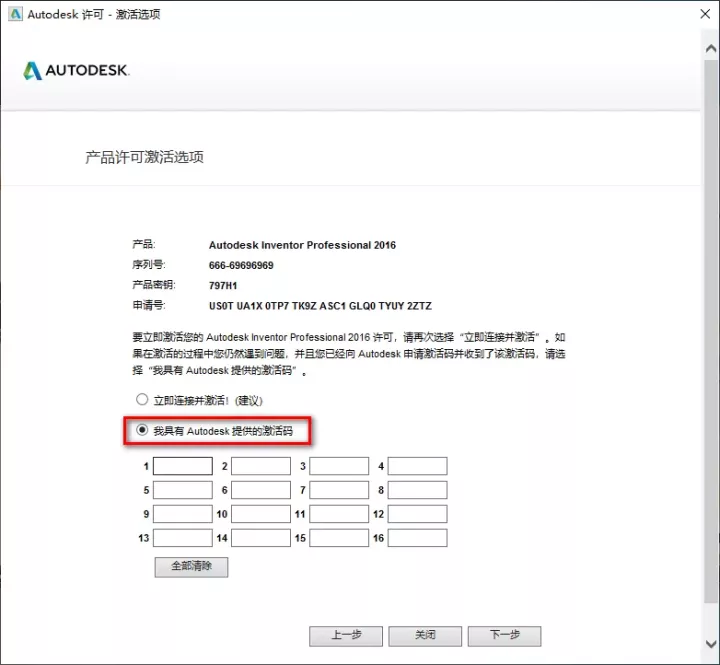 Autodesk 许可 - 激活选项
AUTODESK.
产品许可激活选项
产品: Autodesk Inventor Professional 2016
序列号: 666-69696969
产品密钥: 797H1
申请号: US0T UA1X 0TP7 TK9Z ASC1 GLQ0 TYUY 2ZTZ
要立即激活您的 Autodesk Inventor Professional 2016 许可，请再次选择“立即连接并激活”。如
果在激活的过程中您仍然遇到问题，并且您已经向 Autodesk 申请激活码并收到了该激活码，请选
择“我具有 Autodesk 提供的激活码”。
立即连接并激活! (建议)
我具有 Autodesk 提供的激活码
1 2 3 4
5 6 7 8
9 10 11 12
13 14 15 16
全部清除
上一步 关闭 下一步